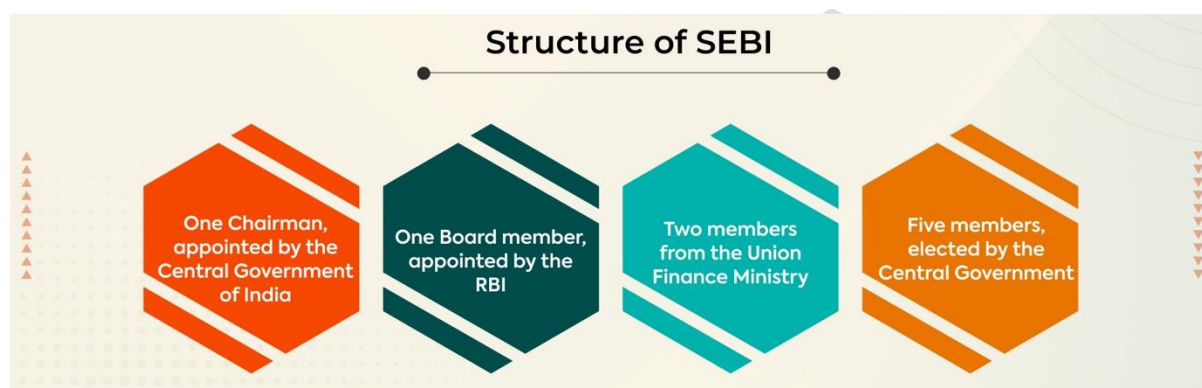 Structure of SEBI
One Chairman,
appointed by the
Central Government
of India
One Board member,
appointed by the
RBI
Two members
from the Union
Finance Ministry
Five members,
elected by the
Central Government